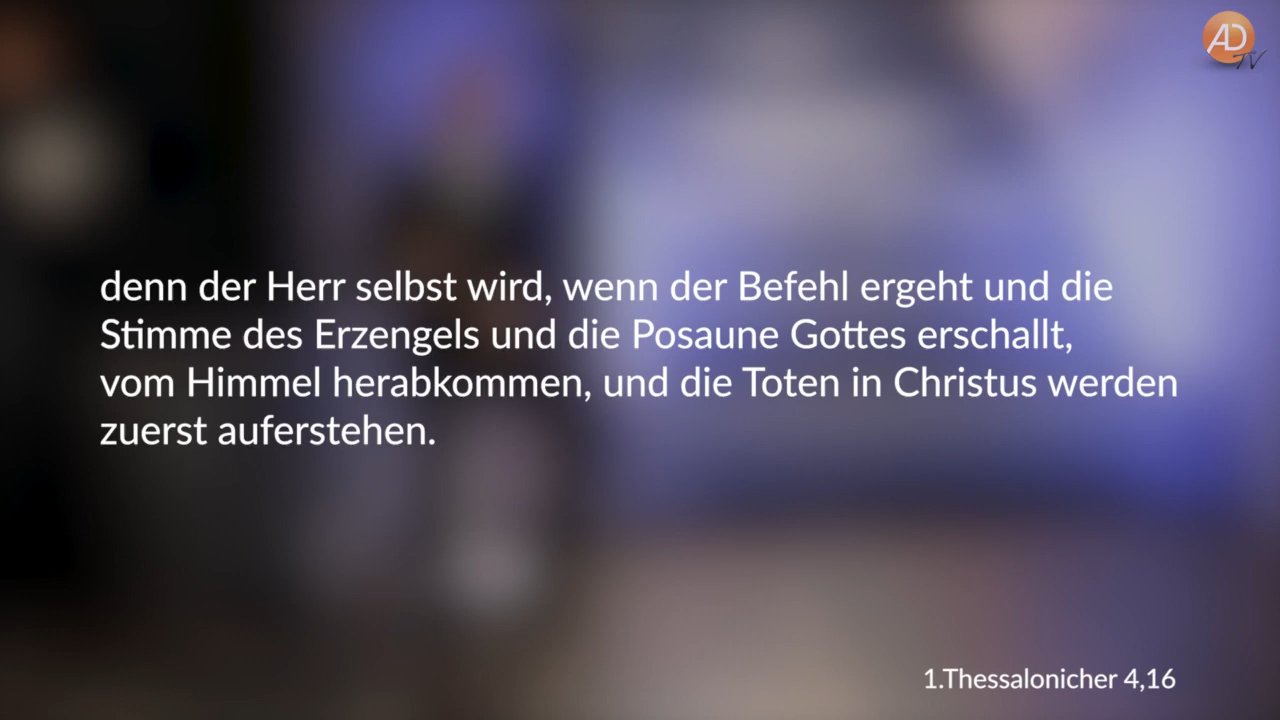 AD
TV
denn der Herr selbst wird, wenn der Befehl ergeht und die
Stimme des Erzengels und die Posaune Gottes erschallt,
vom Himmel herabkommen, und die Toten in Christus werden
zuerst auferstehen.
1.Thessalonicher 4,16